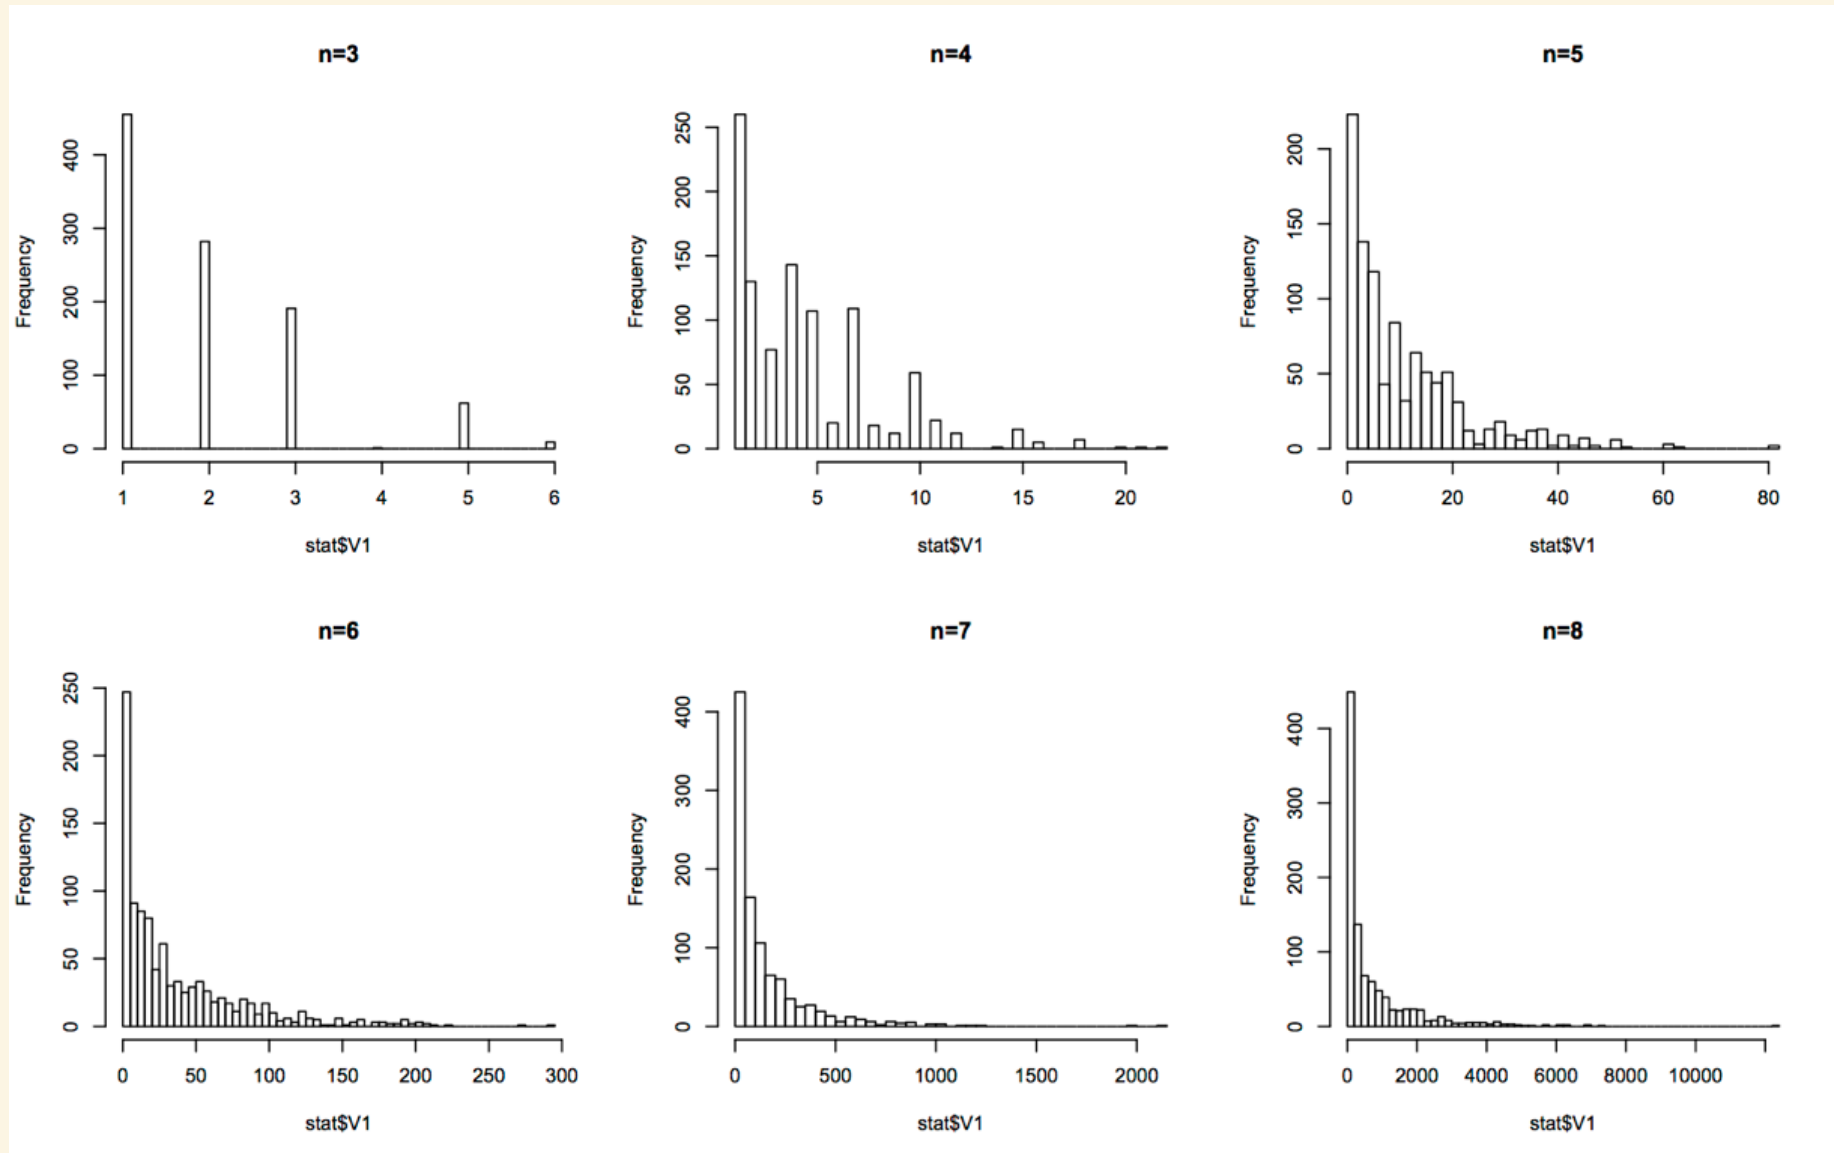 n=3
n=4
n=5
Frequency
0 100 200 300 400
1 2 3 4 5 6
stat$V1
Frequency
0 50 100 150 200 250
5 10 15 20
stat$V1
Frequency
0 50 100 150 200
0 20 40 60 80
stat$V1
n=6
n=7
n=8
Frequency
0 50 100 150 200 250
0 50 100 150 200 250 300
stat$V1
Frequency
0 100 200 300 400
0 500 1000 1500 2000
stat$V1
Frequency
0 100 200 300 400
0 2000 4000 6000 8000 10000
stat$V1